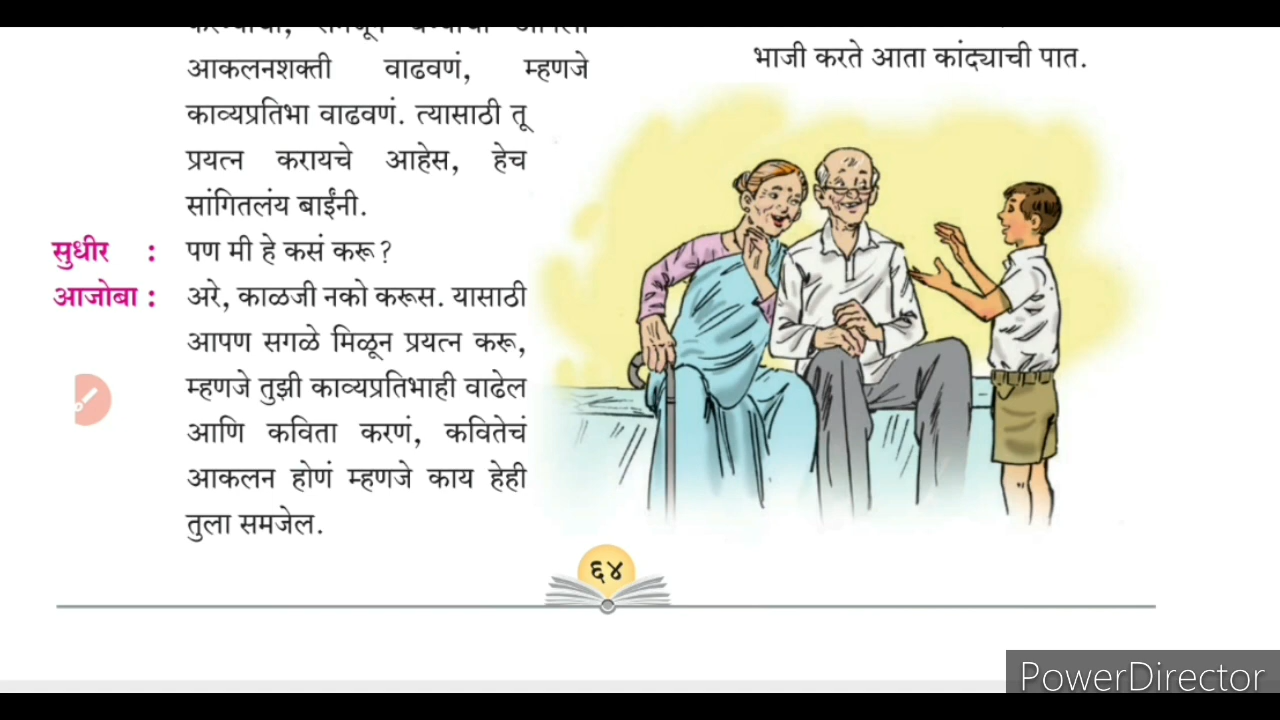 आकलनशक्ती वाढवणं, म्हणजे
काव्यप्रतिभा वाढवणं. त्यासाठी तू
प्रयत्न करायचे आहेस, हेच
सांगितलंय बाईंनी.
सुधीर : पण मी हे कसं करू?
आजोबा : अरे, काळजी नको करूस. यासाठी
आपण सगळे मिळून प्रयत्न करू,
म्हणजे तुझी काव्यप्रतिभाही वाढेल
आणि कविता करणं, कवितेचं
आकलन होणं म्हणजे काय हेही
तुला समजेल.
भाजी करते आता कांद्याची पात.
६४
PowerDirector